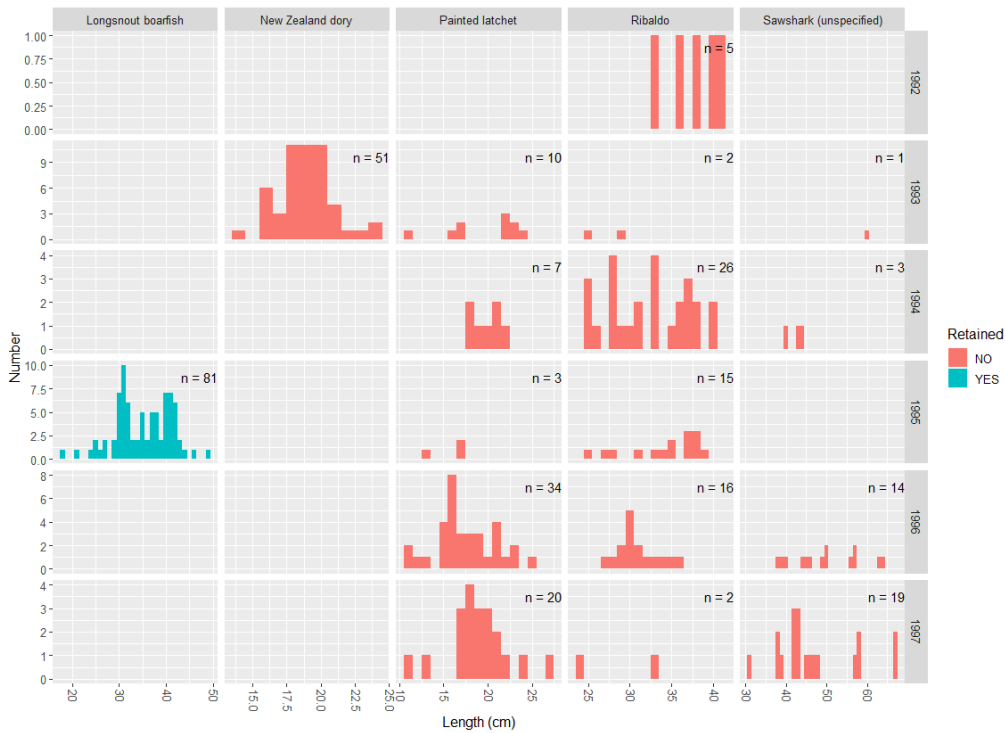 Longsnout boarfish New Zealand dory Painted latchet Ribaldo Sawshark (unspecified)
1.00
0.75
0.50
0.25
0.00
n = 5
1992
9
6
3
0
n = 51
n = 10
n = 2
n = 1
1993
4
3
2
1
0
n = 7
n = 26
n = 3
1994
10.0
7.5
5.0
2.5
0.0
n = 81
n = 3
n = 15
1995
8
6
4
2
0
n = 34
n = 16
n = 14
1996
4
3
2
1
0
n = 20
n = 2
n = 19
1997
20 30 40 50 15.0 17.5 20.0 22.5 25.0 10 15 20 25 25 30 35 40 30 40 50 60
Length (cm)
Number
Retained
NO
YES